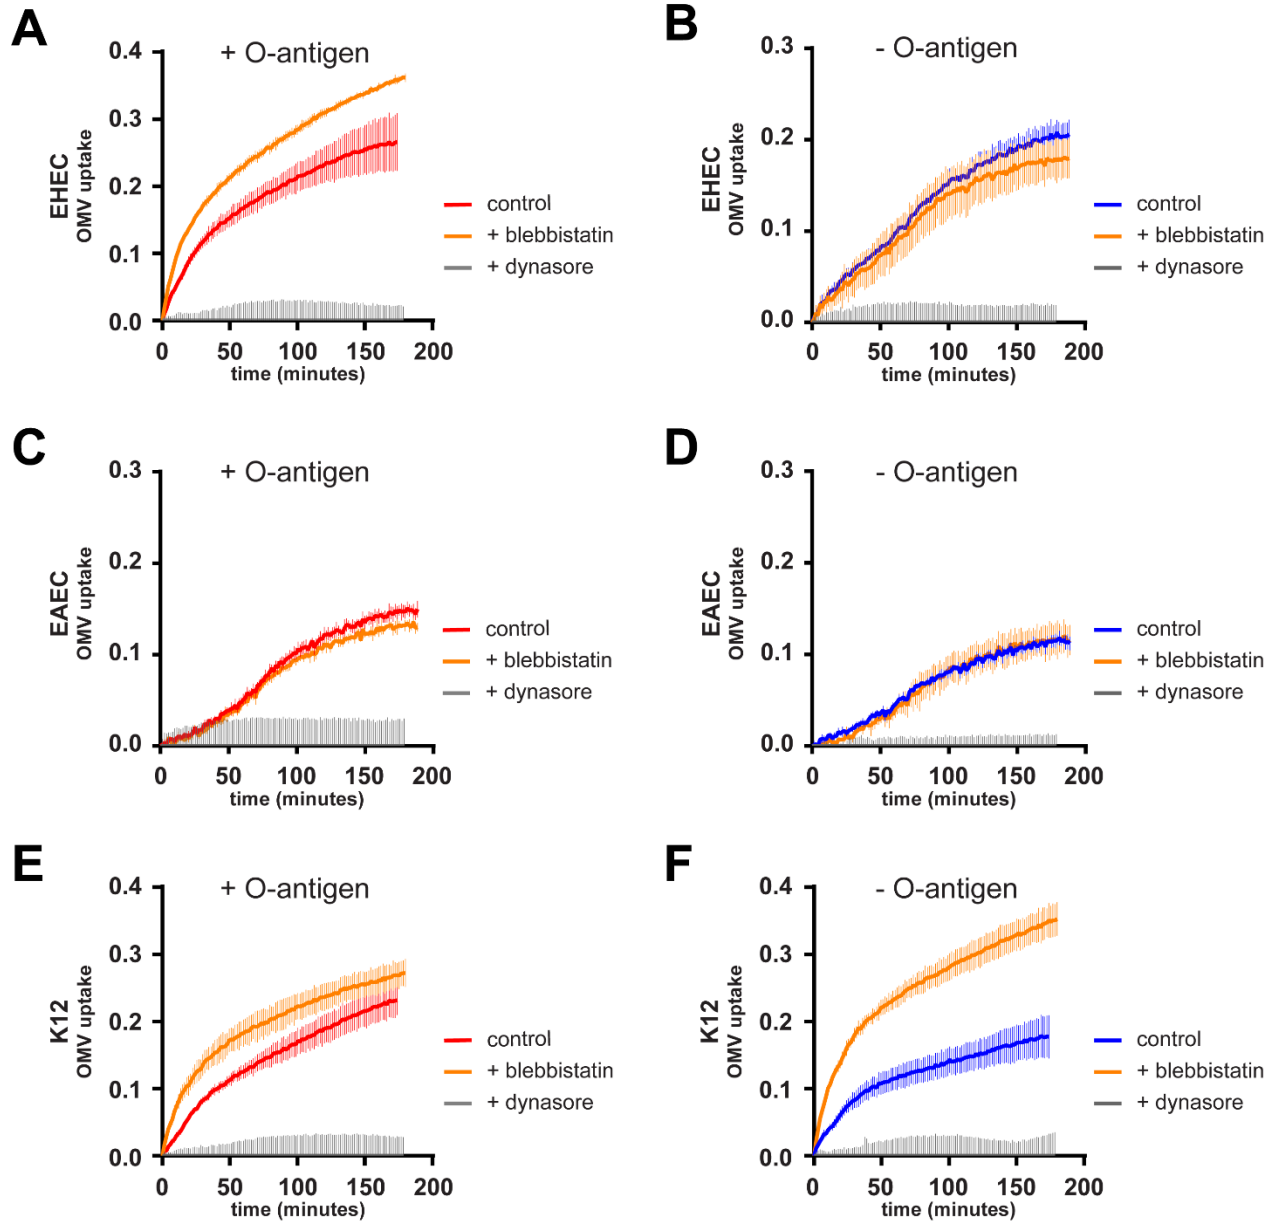 A
+ O-antigen
EHEC
OMV uptake
0.4
0.3
0.2
0.1
0.0
0 50 100 150 200
time (minutes)
control
+ blebbistatin
+ dynasore
B
- O-antigen
EHEC
OMV uptake
0.3
0.2
0.1
0.0
0 50 100 150 200
time (minutes)
control
+ blebbistatin
+ dynasore
C
+ O-antigen
EAEC
OMV uptake
0.3
0.2
0.1
0.0
0 50 100 150 200
time (minutes)
control
+ blebbistatin
+ dynasore
D
- O-antigen
EAEC
OMV uptake
0.3
0.2
0.1
0.0
0 50 100 150 200
time (minutes)
control
+ blebbistatin
+ dynasore
E
+ O-antigen
K12
OMV uptake
0.4
0.3
0.2
0.1
0.0
0 50 100 150 200
time (minutes)
control
+ blebbistatin
+ dynasore
F
- O-antigen
K12
OMV uptake
0.4
0.3
0.2
0.1
0.0
0 50 100 150 200
time (minutes)
control
+ blebbistatin
+ dynasore